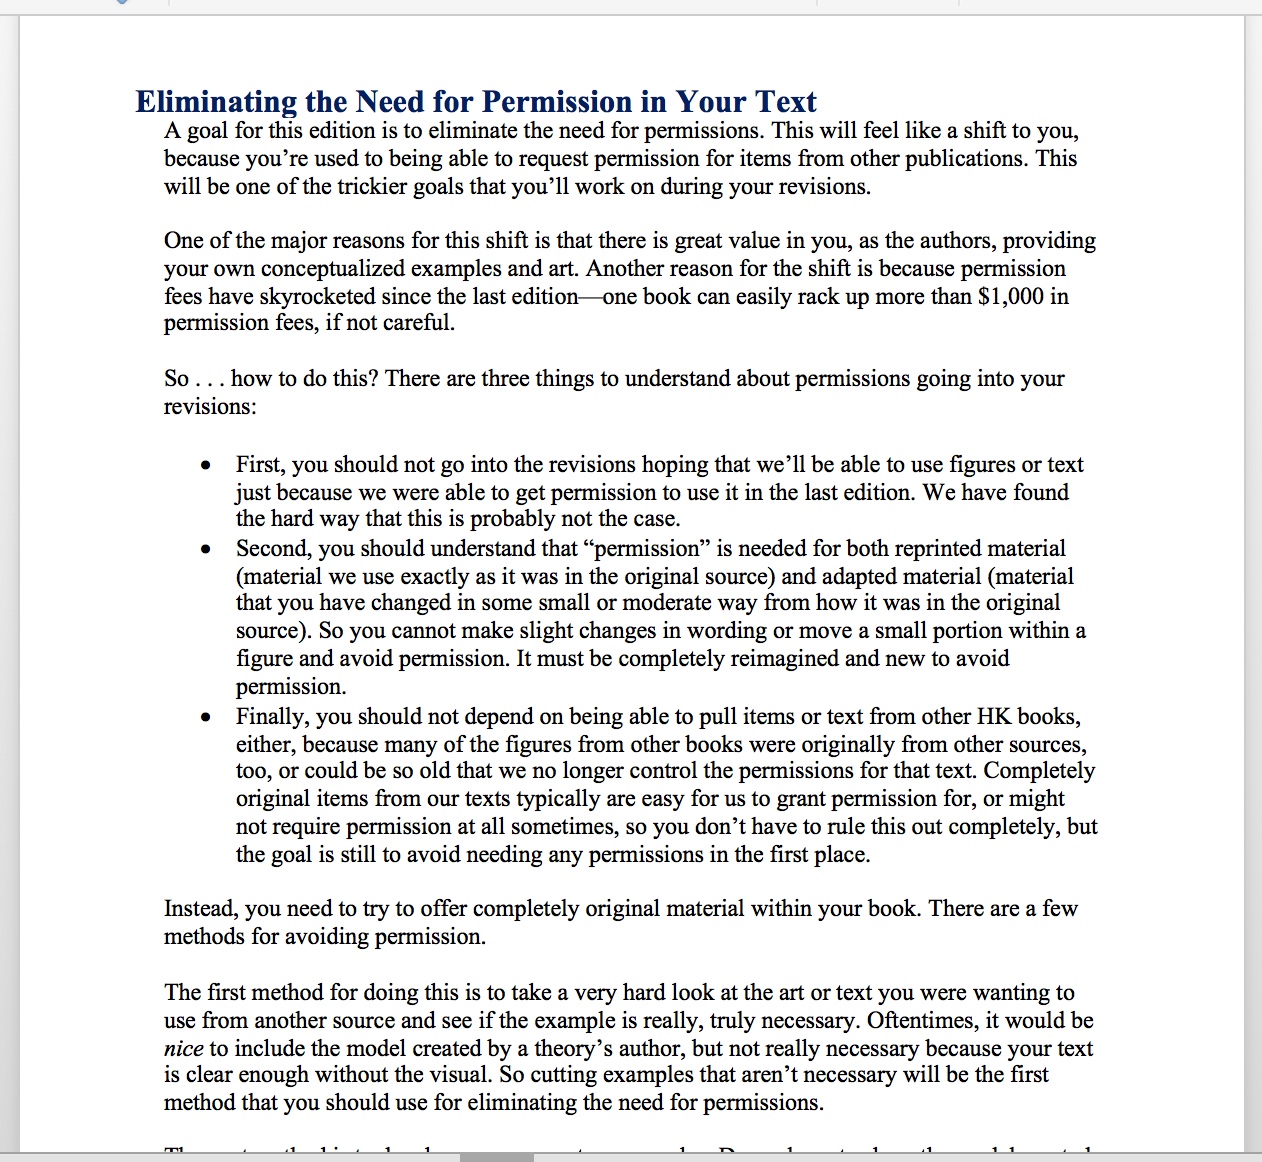 Eliminating the Need for Permission in Your Text
A goal for this edition is to eliminate the need for permissions. This will feel like a shift to you,
because you’re used to being able to request permission for items from other publications. This
will be one of the trickier goals that you’ll work on during your revisions.
One of the major reasons for this shift is that there is great value in you, as the authors, providing
your own conceptualized examples and art. Another reason for the shift is because permission
fees have skyrocketed since the last edition—one book can easily rack up more than $1,000 in
permission fees, if not careful.
So . . . how to do this? There are three things to understand about permissions going into your
revisions:
• First, you should not go into the revisions hoping that we’ll be able to use figures or text
just because we were able to get permission to use it in the last edition. We have found
the hard way that this is probably not the case.
• Second, you should understand that “permission” is needed for both reprinted material
(material we use exactly as it was in the original source) and adapted material (material
that you have changed in some small or moderate way from how it was in the original
source). So you cannot make slight changes in wording or move a small portion within a
figure and avoid permission. It must be completely reimagined and new to avoid
permission.
• Finally, you should not depend on being able to pull items or text from other HK books,
either, because many of the figures from other books were originally from other sources,
too, or could be so old that we no longer control the permissions for that text. Completely
original items from our texts typically are easy for us to grant permission for, or might
not require permission at all sometimes, so you don’t have to rule this out completely, but
the goal is still to avoid needing any permissions in the first place.
Instead, you need to try to offer completely original material within your book. There are a few
methods for avoiding permission.
The first method for doing this is to take a very hard look at the art or text you were wanting to
use from another source and see if the example is really, truly necessary. Oftentimes, it would be
nice to include the model created by a theory’s author, but not really necessary because your text
is clear enough without the visual. So cutting examples that aren’t necessary will be the first
method that you should use for eliminating the need for permissions.